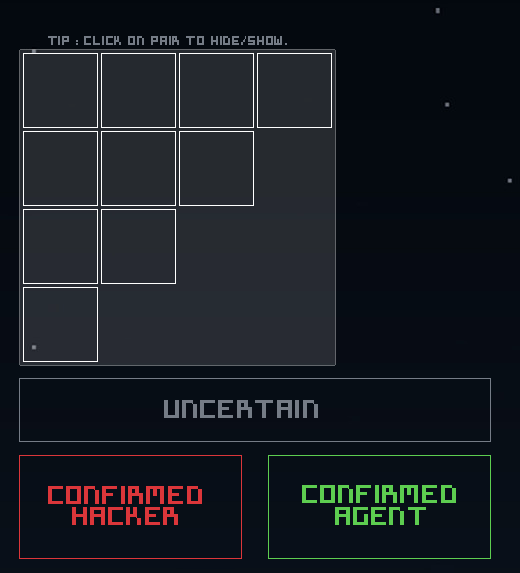 TIP : CLICK ON PAIR TO HIDE/SHOW.
UNCERTAIN
CONFIRMED
HACKER
CONFIRMED
AGENT